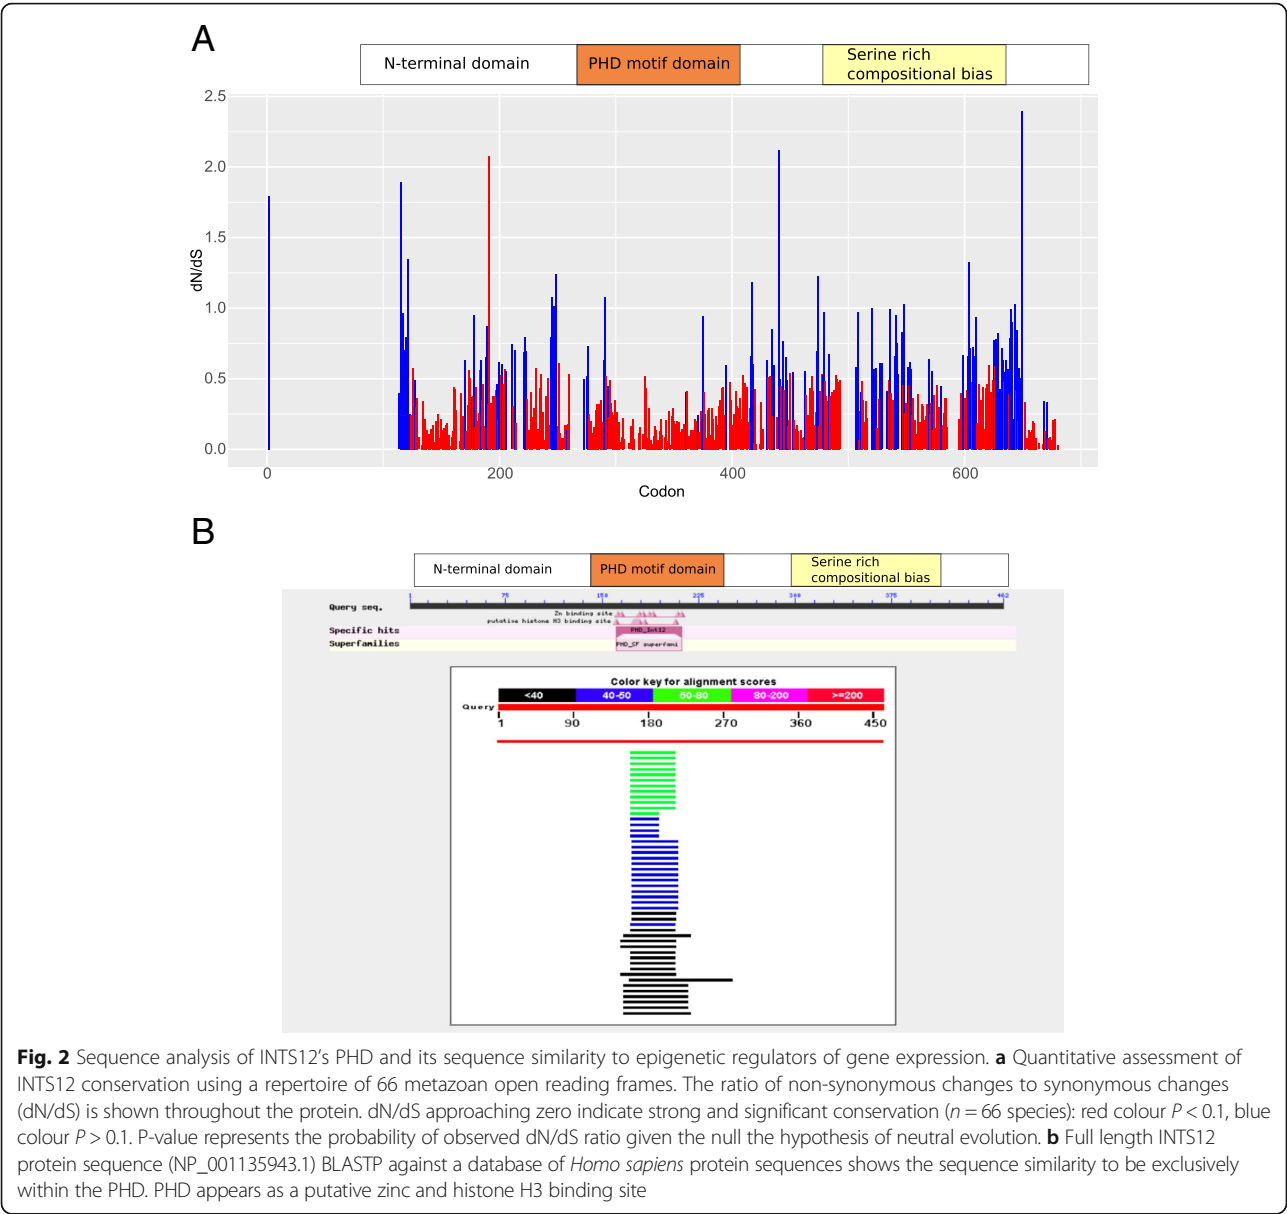 A
N-terminal domain
PHD motif domain
Serine rich
compositional bias
2.5
2.0
1.5
1.0
0.5
0.0
dN/dS
0
200
400
600
Codon
B
N-terminal domain
PHD motif domain
Serine rich
compositional bias
1
75
150
225
300
375
462
Query seq.
Zn binding site
putative histone H3 binding site
Specific hits
PHD_Int12
Superfamilies
PHD_SF superfami
Color key for alignment scores
<40
40-50
50-80
80-200
>=200
Query
1
90
180
270
360
450
Fig. 2 Sequence analysis of INTS12’s PHD and its sequence similarity to epigenetic regulators of gene expression. a Quantitative assessment of
INTS12 conservation using a repertoire of 66 metazoan open reading frames. The ratio of non-synonymous changes to synonymous changes
(dN/dS) is shown throughout the protein. dN/dS approaching zero indicate strong and significant conservation (n = 66 species): red colour P < 0.1, blue
colour P > 0.1. P-value represents the probability of observed dN/dS ratio given the null the hypothesis of neutral evolution. b Full length INTS12
protein sequence (NP_001135943.1) BLASTP against a database of Homo sapiens protein sequences shows the sequence similarity to be exclusively
within the PHD. PHD appears as a putative zinc and histone H3 binding site